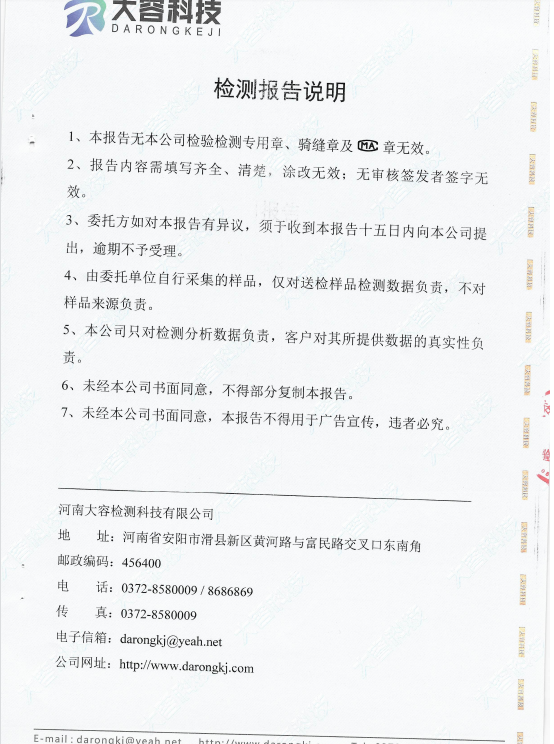 大容科技
DARONGKEJI
检测报告说明
1、本报告无本公司检验检测专用章、骑缝章及 MA 章无效。
2、报告内容需填写齐全、清楚，涂改无效；无审核签发者签字无
效。
3、委托方如对本报告有异议，须于收到本报告十五日内向本公司提
出，逾期不予受理。
4、由委托单位自行采集的样品，仅对送检样品检测数据负责，不对
样品来源负责。
5、本公司只对检测分析数据负责，客户对其所提供数据的真实性负
责。
6、未经本公司书面同意，不得部分复制本报告。
7、未经本公司书面同意，本报告不得用于广告宣传，违者必究。
河南大容检测科技有限公司
地 址：河南省安阳市滑县新区黄河路与富民路交叉口东南角
邮政编码：456400
电 话：0372-8580009 / 8686869
传 真：0372-8580009
电子信箱：darongkj@yeah.net
公司网址：http://www.darongkj.com
E-mail：darongkj@yeah.net